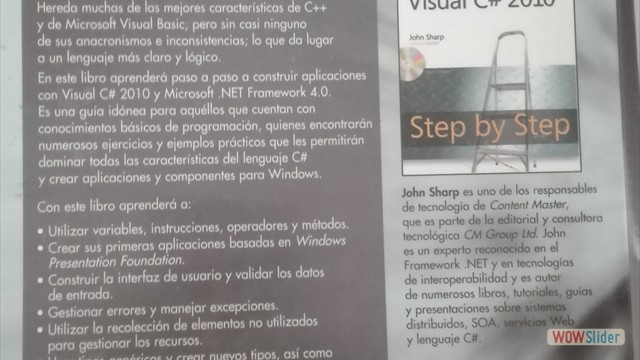 Hereda muchas de las mejores características de C++
y de Microsoft Visual Basic, pero sin casi ninguno
de sus anacronismos e inconsistencias; lo que da lugar
a un lenguaje más claro y lógico.
En este libro aprenderá paso a paso a construir aplicaciones
con Visual C# 2010 y Microsoft .NET Framework 4.0.
Es una guía idónea para aquéllos que cuentan con
conocimientos básicos de programación, quienes encontrarán
numerosos ejercicios y ejemplos prácticos que les permitirán
dominar todas las características del lenguaje C#
y crear aplicaciones y componentes para Windows.
Con este libro aprenderá a:
• Utilizar variables, instrucciones, operadores y métodos.
• Crear sus primeras aplicaciones basadas en Windows
Presentation Foundation.
• Construir la interfaz de usuario y validar los datos
de entrada.
• Gestionar errores y manejar excepciones.
• Utilizar la recolección de elementos no utilizados
para gestionar los recursos.
genéricos y crear nuevos tipos, así como
Visual C# 2010
John Sharp
Step by Step
John Sharp es uno de los responsables
de tecnología de Content Master,
que es parte de la editorial y consultora
tecnológica CM Group Ltd. John
es un experto reconocido en el
Framework .NET y en tecnologías
de interoperabilidad y es autor
de numerosos libros, tutoriales, guías
y presentaciones sobre sistemas
distribuidos, SOA, servicios Web
y lenguaje C#.
WOWSlider